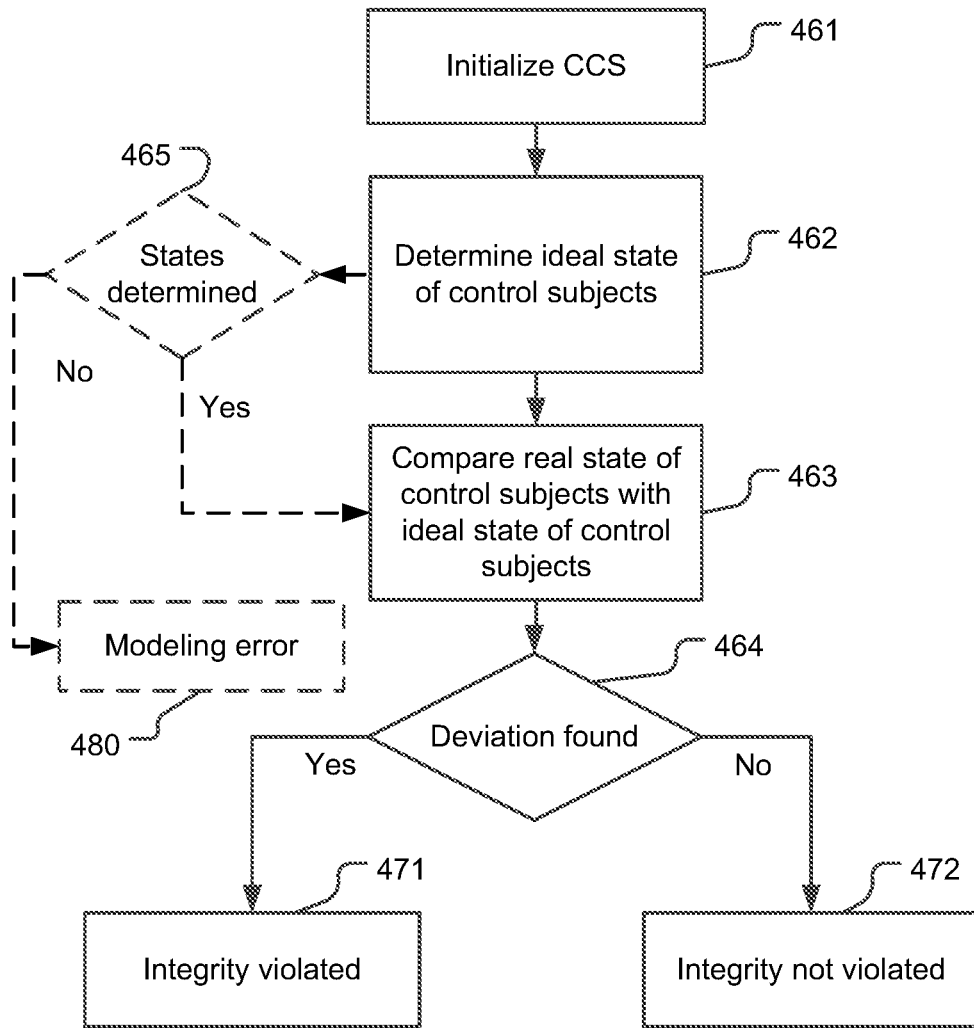 Initialize CCS
461
465
States
determined
Determine ideal state
of control subjects
462
No
Yes
Compare real state of
control subjects with
ideal state of control
subjects
463
Modeling error
480
464
Deviation found
Yes
No
471
472
Integrity violated
Integrity not violated